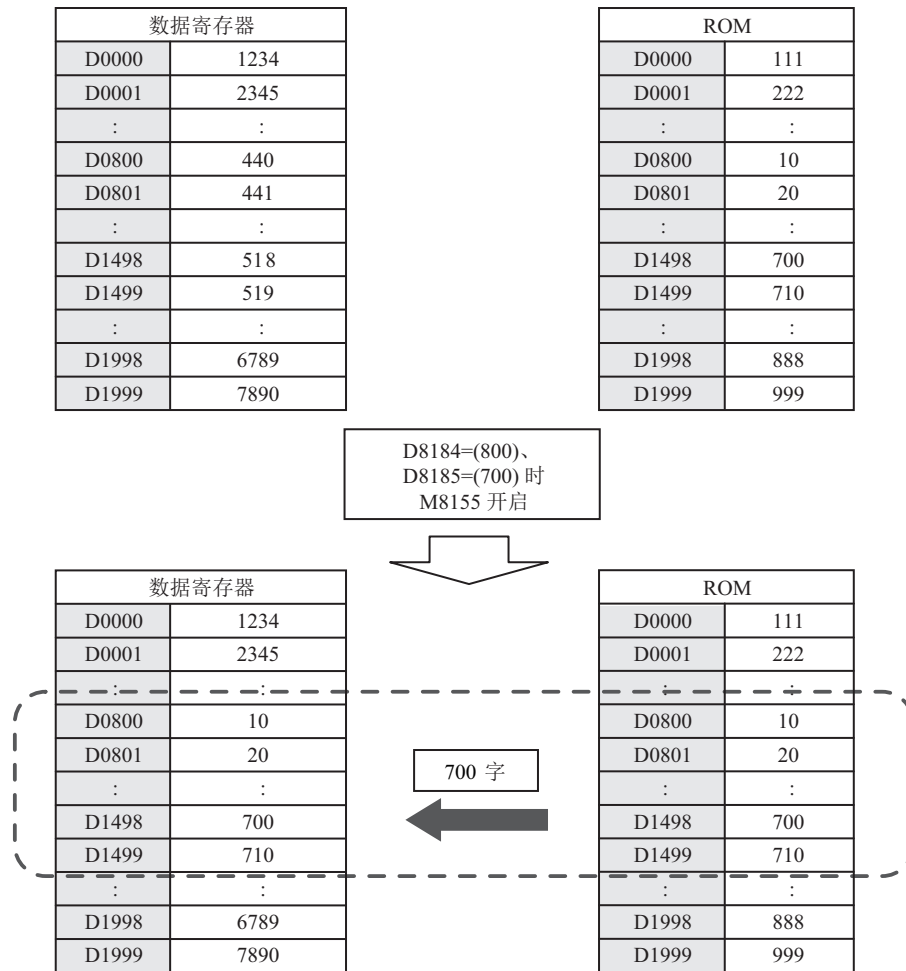 数据寄存器
D0000 1234
D0001 2345
: :
D0800 440
D0801 441
: :
D1498 518
D1499 519
: :
D1998 6789
D1999 7890
ROM
D0000 111
D0001 222
: :
D0800 10
D0801 20
: :
D1498 700
D1499 710
: :
D1998 888
D1999 999
D8184=(800)、
D8185=(700) 时
M8155 开启
数据寄存器
D0000 1234
D0001 2345
: :
D0800 10
D0801 20
: :
D1498 700
D1499 710
: :
D1998 6789
D1999 7890
700 字
ROM
D0000 111
D0001 222
: :
D0800 10
D0801 20
: :
D1498 700
D1499 710
: :
D1998 888
D1999 999